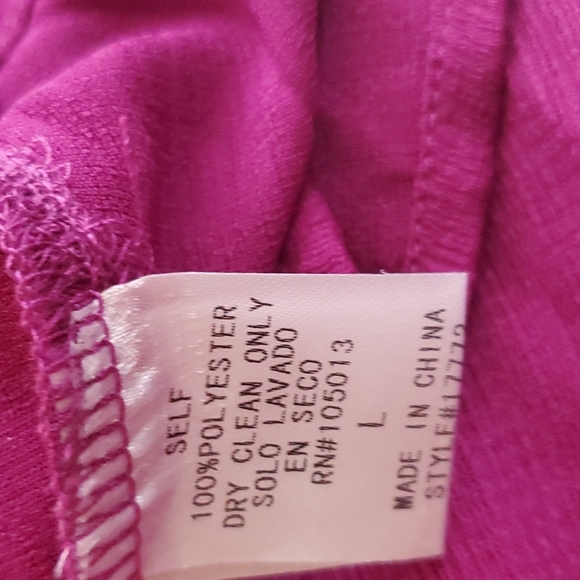 SELF
100%POLYESTER
DRY CLEAN ONLY
SOLO LAVADO
EN SECO
RN#105013
L
MADE IN CHINA